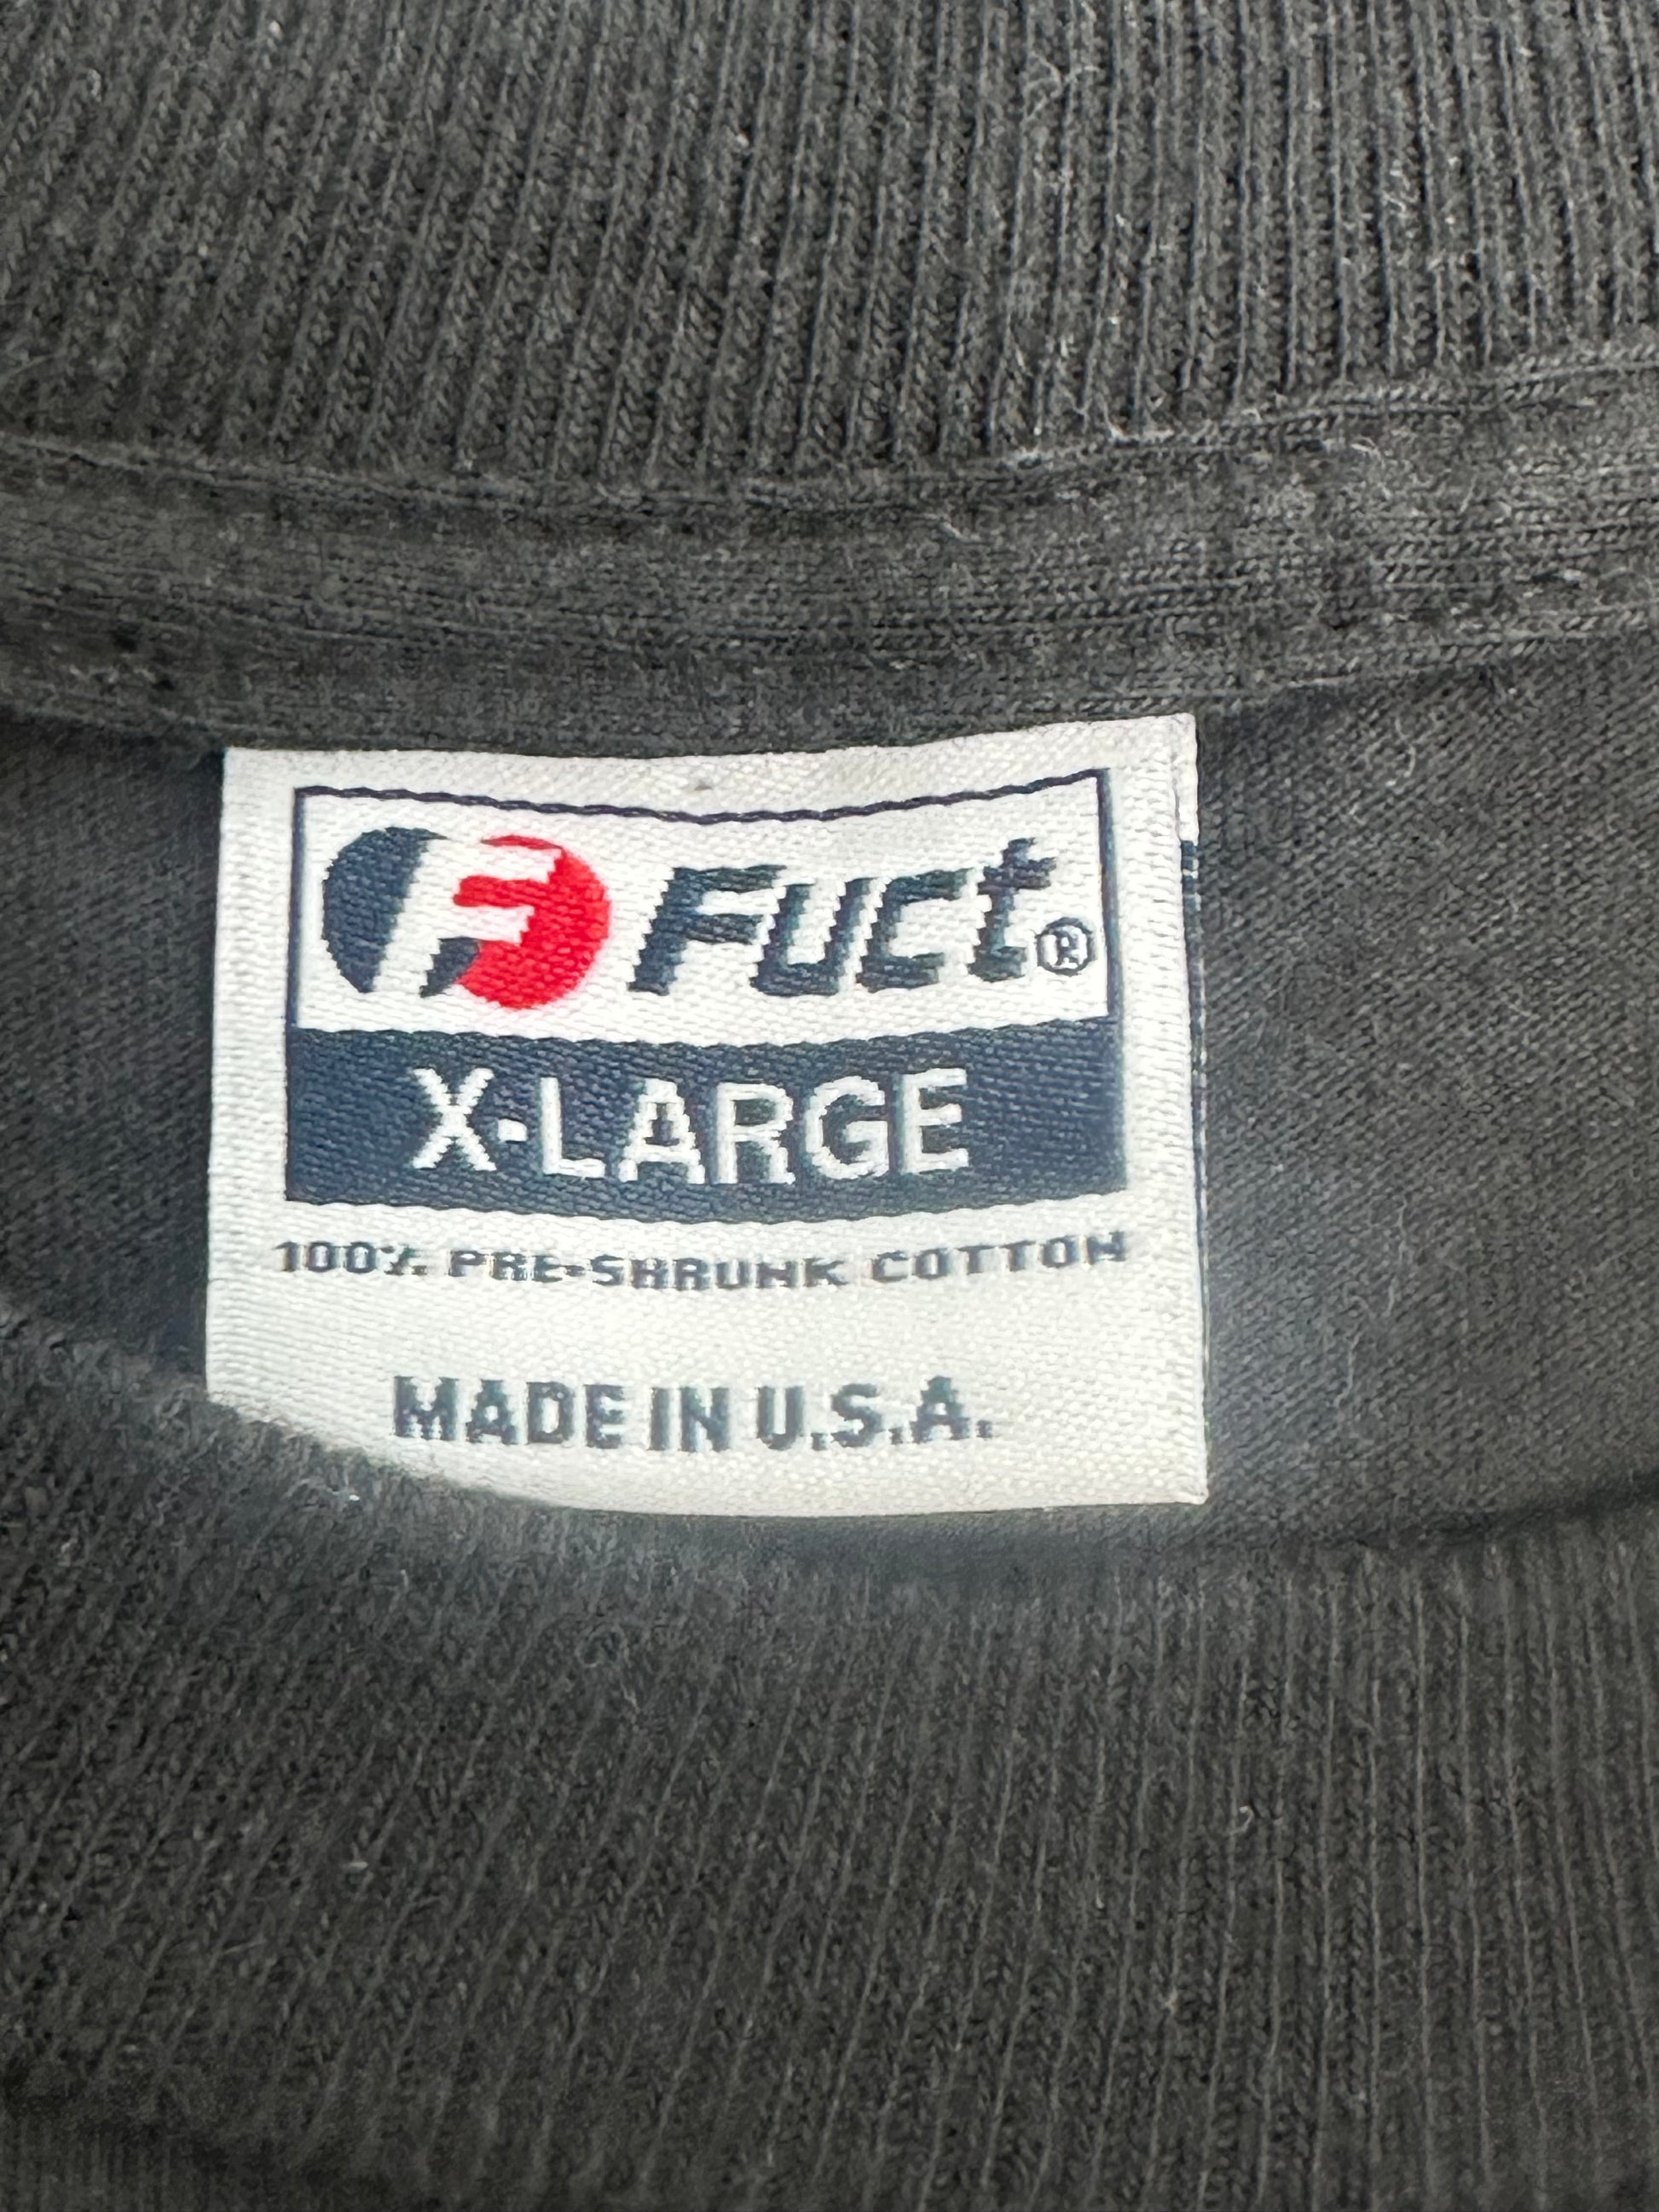 F Fuct®
X-LARGE
100% PRE-SHRUNK COTTON
MADE IN U.S.A.